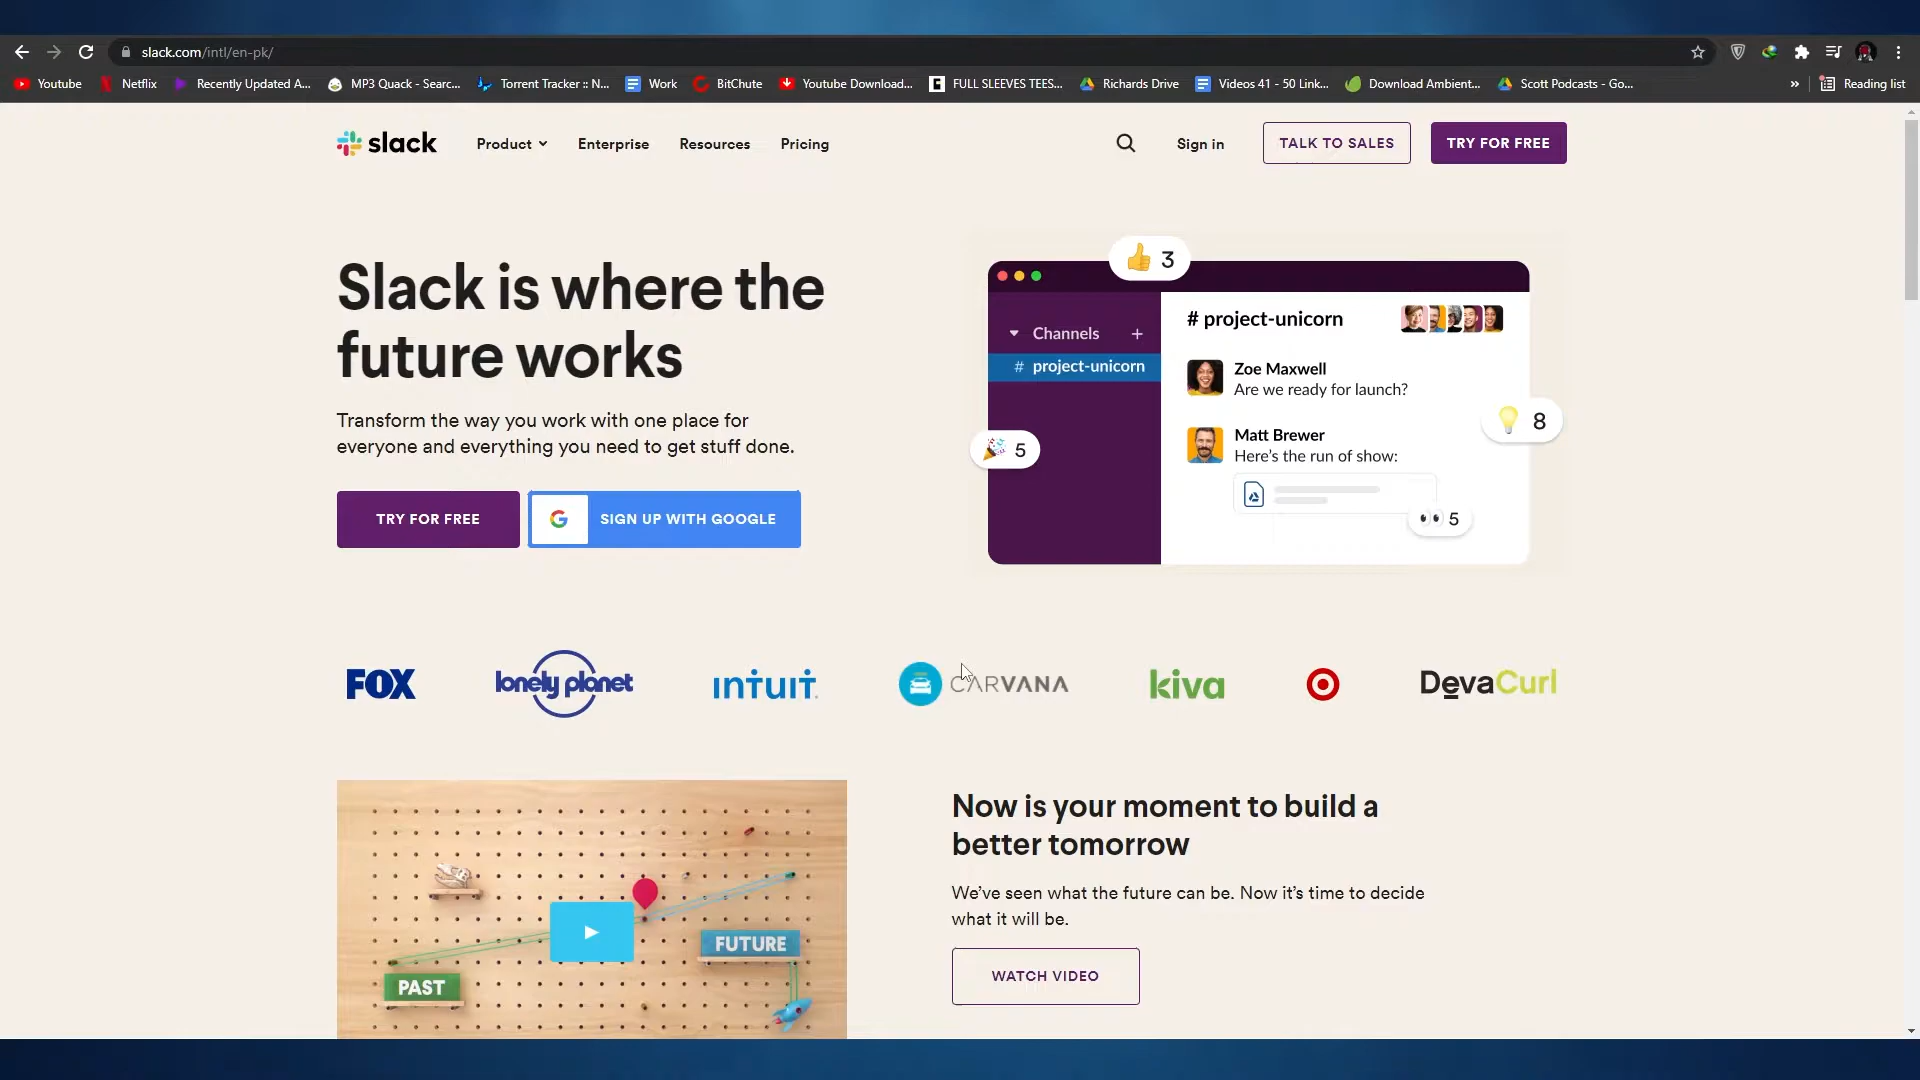 slack.com/intl/en-pk/
Youtube
Netflix
Recently Updated A...
MP3 Quack - Searc...
Torrent Tracker :: N...
Work
BitChute
Youtube Download...
FULL SLEEVES TEES...
Richards Drive
Videos 41 - 50 Link...
Download Ambient...
Scott Podcasts - Go...
»
Reading list
slack
Product
Enterprise
Resources
Pricing
Sign in
TALK TO SALES
TRY FOR FREE
Slack is where the
future works
Transform the way you work with one place for
everyone and everything you need to get stuff done.
TRY FOR FREE
G SIGN UP WITH GOOGLE
3
Channels +
# project-unicorn
# project-unicorn
Zoe Maxwell
Are we ready for launch?
Matt Brewer
Here's the run of show:
8
5
5
FOX
lonely planet
intuit.
CARVANA
kiva
DevaCurl
PAST
FUTURE
Now is your moment to build a
better tomorrow
We've seen what the future can be. Now it's time to decide
what it will be.
WATCH VIDEO